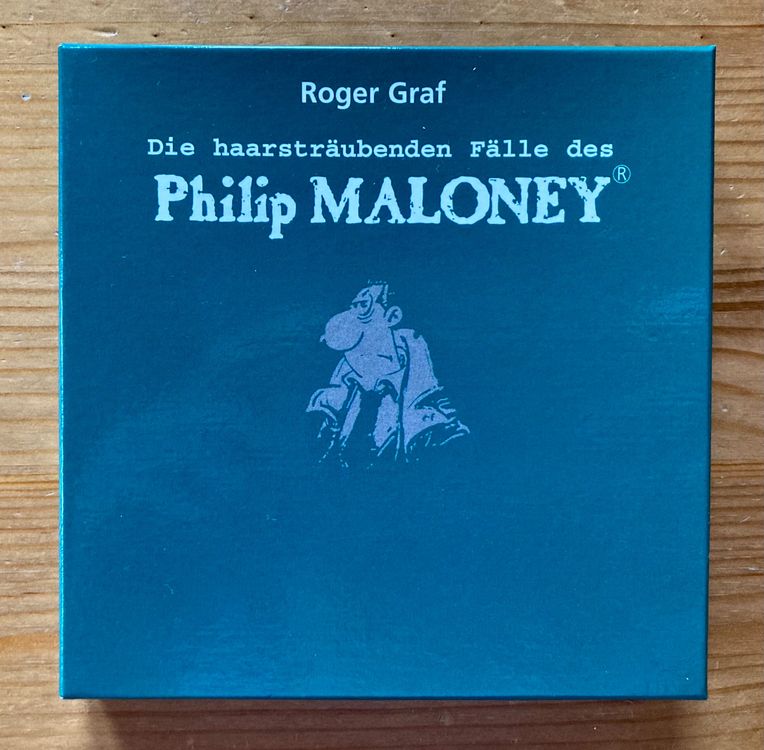 Roger Graf
Die haarsträubenden Fälle des
Philip MALONEY®